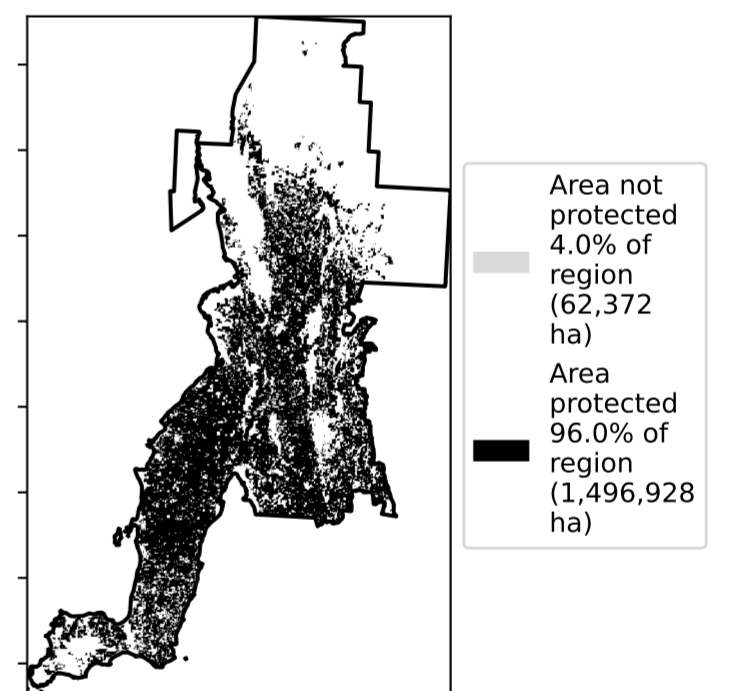 Area not
protected
4.0% of
region
(62,372
ha)
Area
protected
96.0% of
region
(1,496,928
ha)